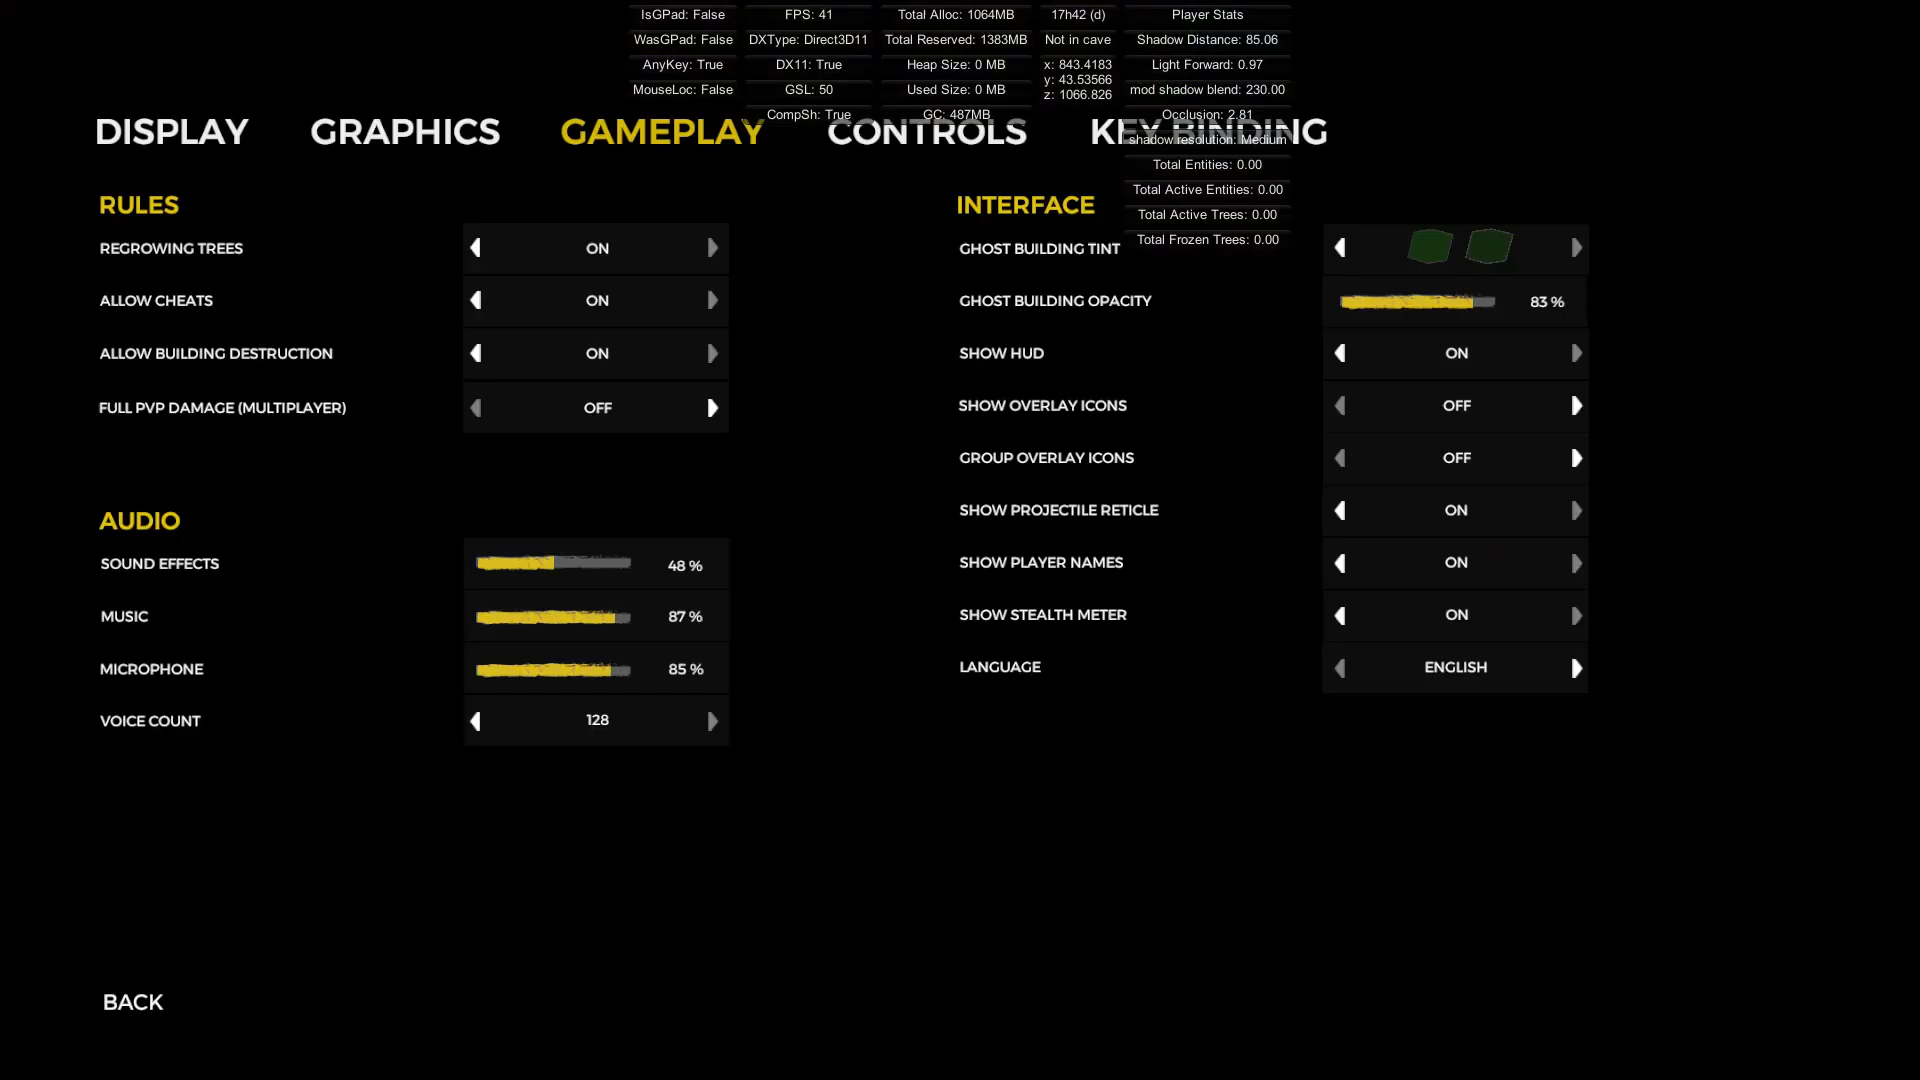 IsGPad: False
WasGPad: False
AnyKey: True
MouseLoc: False
FPS: 41
DXType: Direct3D11
DX11: True
GSL: 50
CompSh: True
Total Alloc: 1064MB
Total Reserved: 1383MB
Heap Size: 0 MB
Used Size: 0 MB
GC: 487MB
17h42 (d)
Not in cave
x: 843.4183
y: 43.53566
z: 1066.826
Player Stats
Shadow Distance: 85.06
Light Forward: 0.97
mod shadow blend: 230.00
Occlusion: 2.81
shadow resolution: Medium
Total Entities: 0.00
Total Active Entities: 0.00
Total Active Trees: 0.00
Total Frozen Trees: 0.00
DISPLAY GRAPHICS GAMEPLAY CONTROLS KEY BINDING
RULES
REGROWING TREES ON
ALLOW CHEATS ON
ALLOW BUILDING DESTRUCTION ON
FULL PVP DAMAGE (MULTIPLAYER) OFF
AUDIO
SOUND EFFECTS 48 %
MUSIC 87 %
MICROPHONE 85 %
VOICE COUNT 128
INTERFACE
GHOST BUILDING TINT
GHOST BUILDING OPACITY 83 %
SHOW HUD ON
SHOW OVERLAY ICONS OFF
GROUP OVERLAY ICONS OFF
SHOW PROJECTILE RETICLE ON
SHOW PLAYER NAMES ON
SHOW STEALTH METER ON
LANGUAGE ENGLISH
BACK